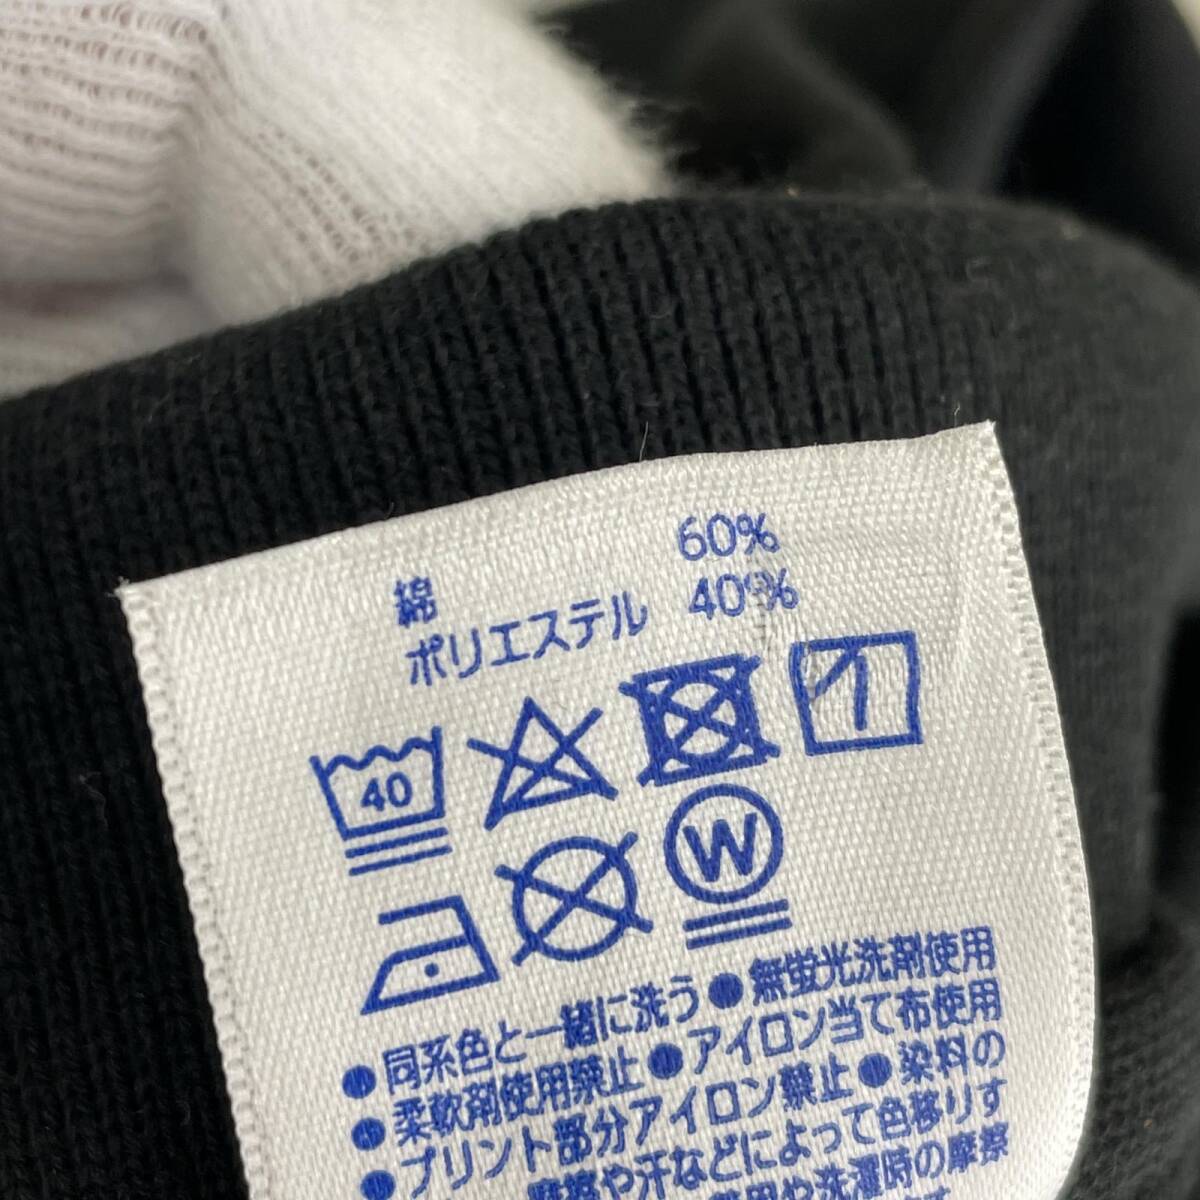 綿 60%
ポリエステル 40%
40
W
●同系色と一緒に洗う●無蛍光洗剤使用
●柔軟剤使用禁止●アイロン当て布使用
●プリント部分アイロン禁止●染料の
摩擦や汗などによって色移りす
着用や洗濯時の摩擦